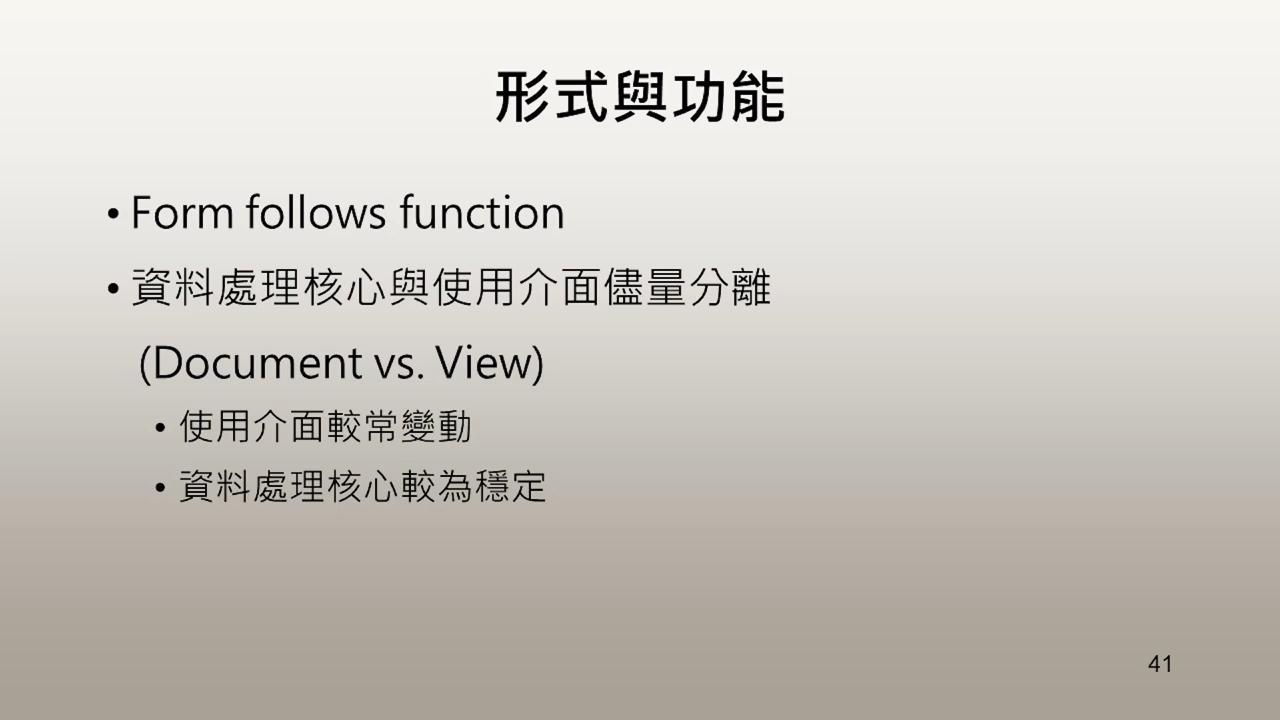 形式與功能
• Form follows function
• 資料處理核心與使用介面儘量分離
(Document vs. View)
• 使用介面較常變動
• 資料處理核心較為穩定
41